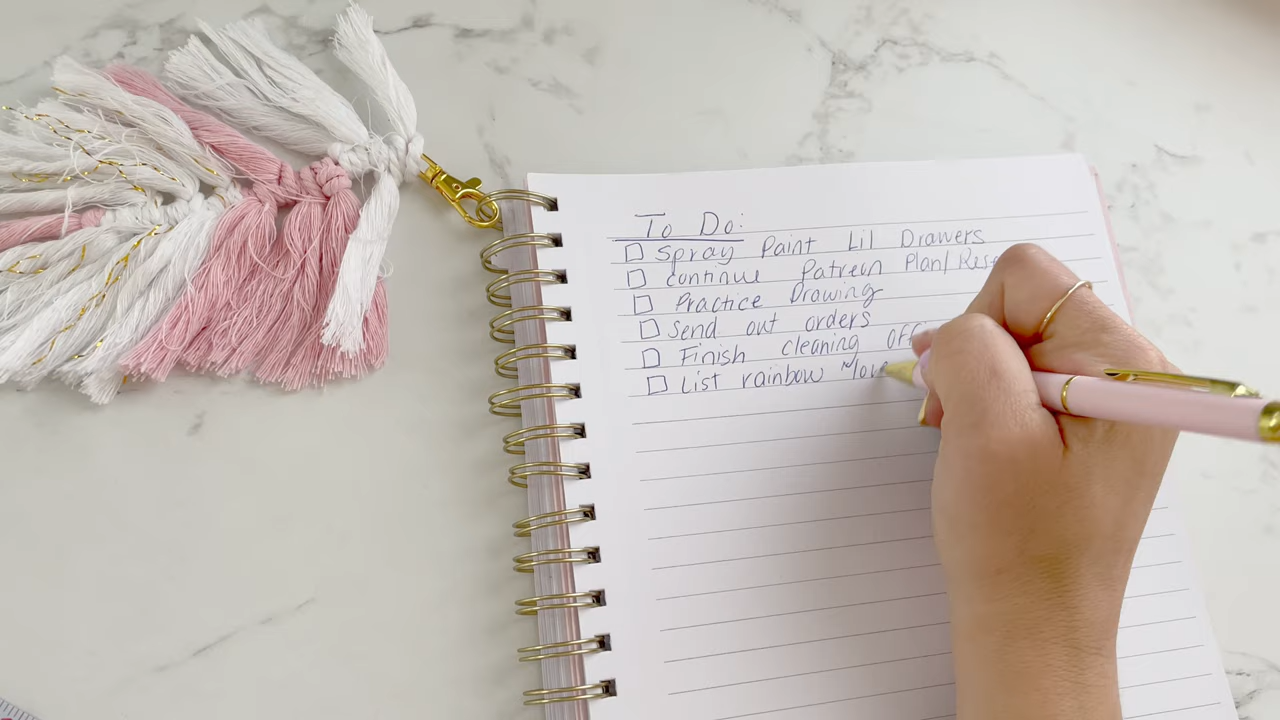 To Do:
Spray Paint Lil Drawers
continue Patreon Plan/
Practice Drawing
Send out orders
Finish cleaning
List rainbow